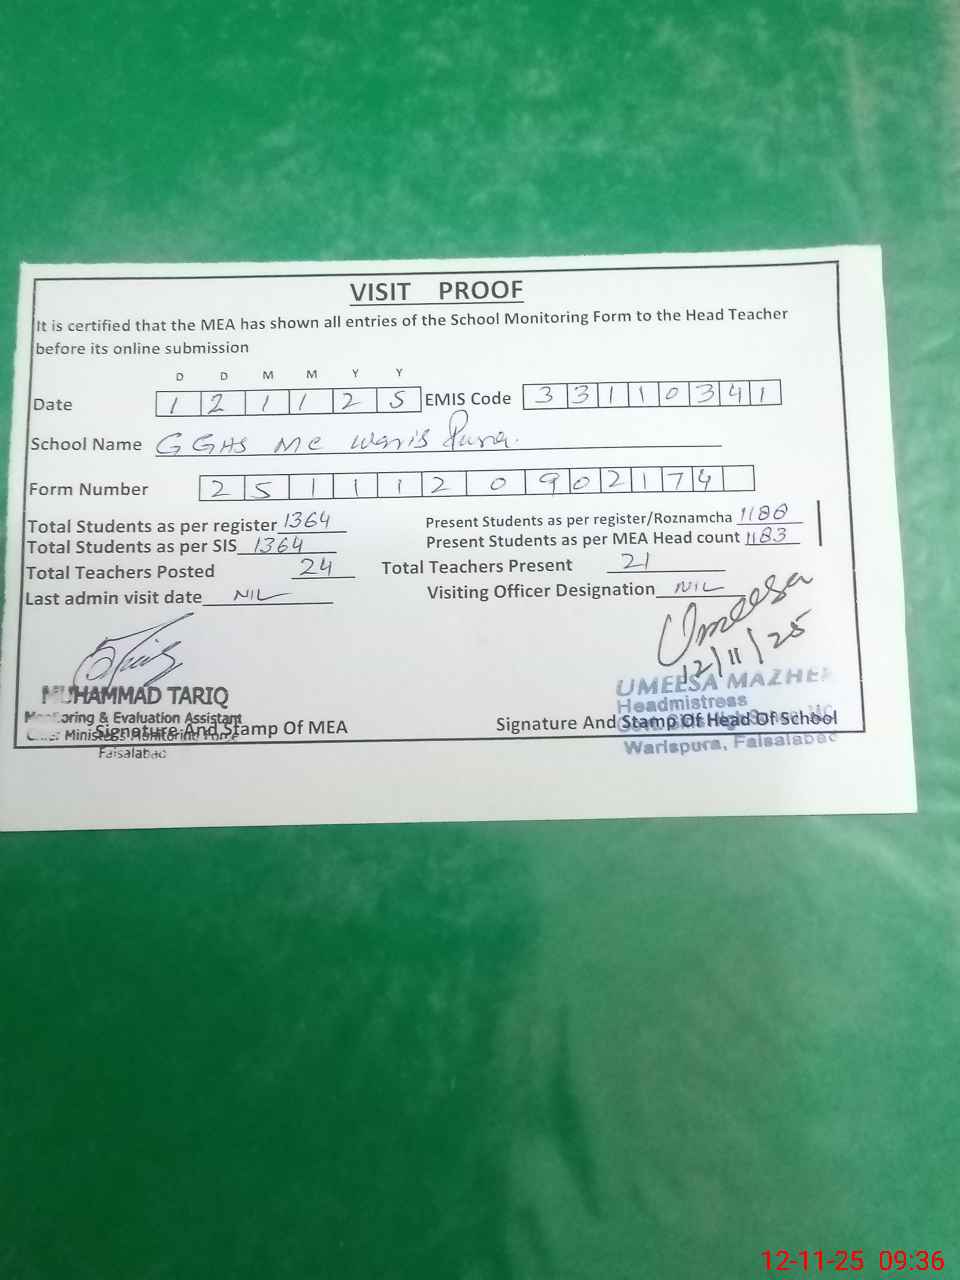 VISIT PROOF
It is certified that the MEA has shown all entries of the School Monitoring Form to the Head Teacher
before its online submission
D D M M Y Y
Date 1 2 1 1 2 5 EMIS Code 3 3 1 1 0 3 4 1
School Name GGHS MC Waris Pura.
Form Number 2 5 1 1 1 2 0 9 0 2 1 7 4
Total Students as per register 1364 Present Students as per register/Roznamcha
Total Students as per SIS 1364 Present Students as per MEA Head count 1183
Total Teachers Posted 24 Total Teachers Present 21
Last admin visit date NIL Visiting Officer Designation NIL
Umeesa
12/11/25
MUHAMMAD TARIQ UMEESA MAZHER
Monitoring & Evaluation Assistant Headmistress
Signature And Stamp Of MEA Signature And Stamp Of Head Of School
Faisalabad Warispura, Faisalabad
12-11-25 09:36